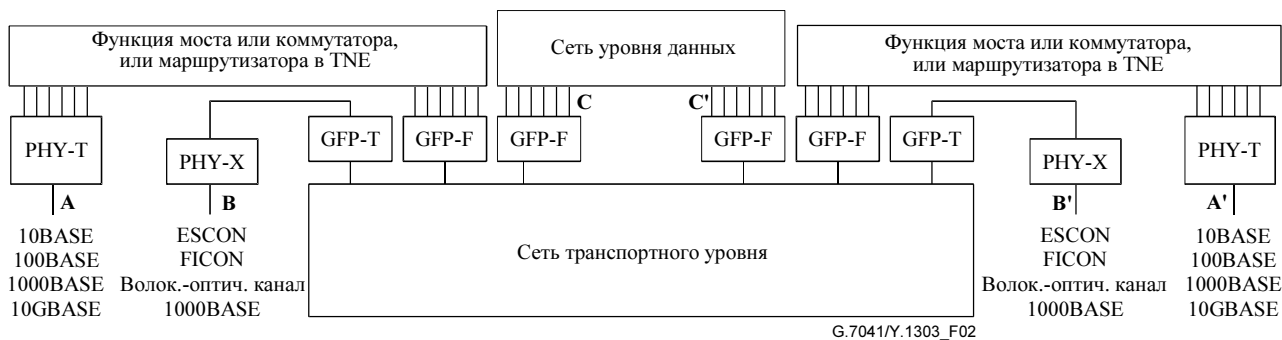 Функция моста или коммутатора,
или маршрутизатора в TNE
Сеть уровня данных
Функция моста или коммутатора,
или маршрутизатора в TNE
C
C'
PHY-T
PHY-X
GFP-T
GFP-F
GFP-F
GFP-F
GFP-F
GFP-T
PHY-X
PHY-T
A
B
B'
A'
10BASE
100BASE
1000BASE
10GBASE
ESCON
FICON
Волок.-оптич. канал
1000BASE
Сеть транспортного уровня
ESCON
FICON
Волок.-оптич. канал
1000BASE
10BASE
100BASE
1000BASE
10GBASE
G.7041/Y.1303_F02